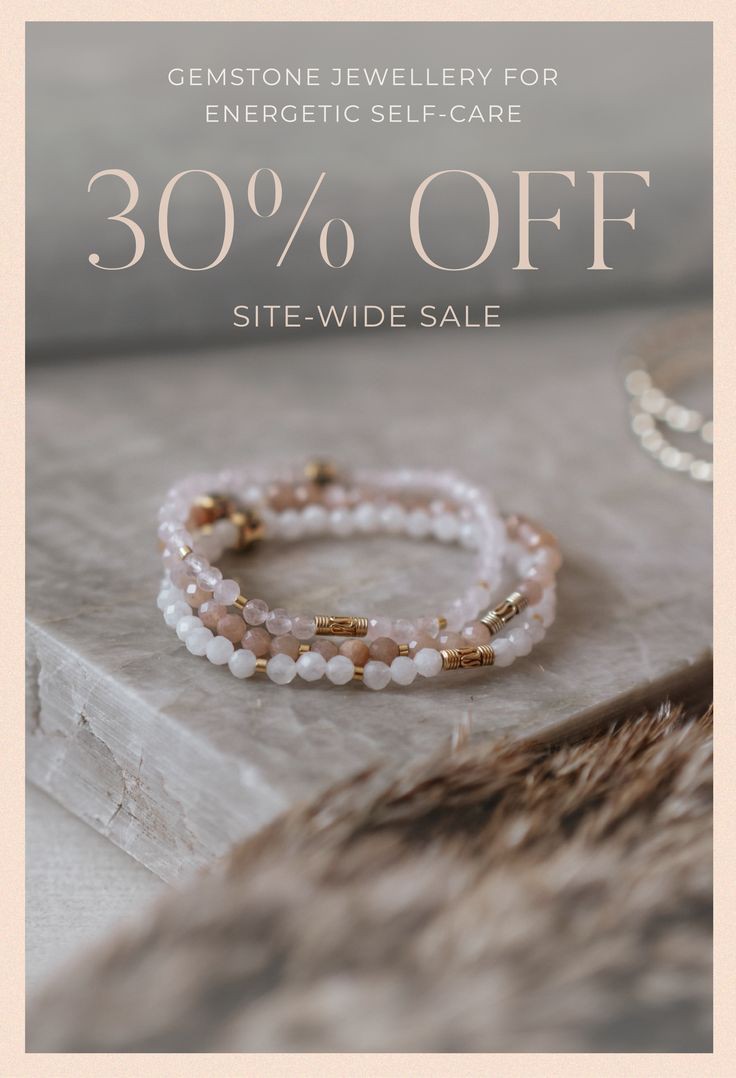 GEMSTONE JEWELLERY FOR
ENERGETIC SELF-CARE
30% OFF
SITE-WIDE SALE